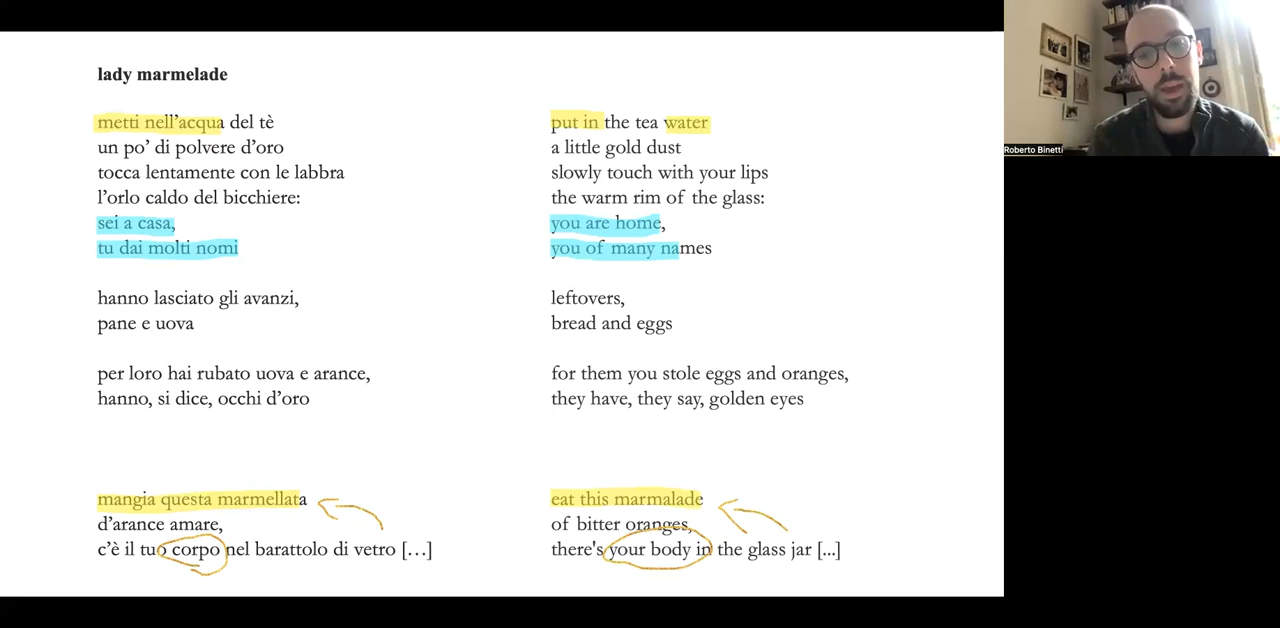 lady marmelade
metti nell'acqua del tè
un po' di polvere d'oro
tocca lentamente con le labbra
l'orlo caldo del bicchiere:
sei a casa,
tu dai molti nomi
hanno lasciato gli avanzi,
pane e uova
per loro hai rubato uova e arance,
hanno, si dice, occhi d'oro
mangia questa marmellata
d'arance amare,
c'è il tuo corpo nel barattolo di vetro […]
put in the tea water
a little gold dust
slowly touch with your lips
the warm rim of the glass:
you are home,
you of many names
leftovers,
bread and eggs
for them you stole eggs and oranges,
they have, they say, golden eyes
eat this marmalade
of bitter oranges,
there's your body in the glass jar [...]
Roberto Binetti